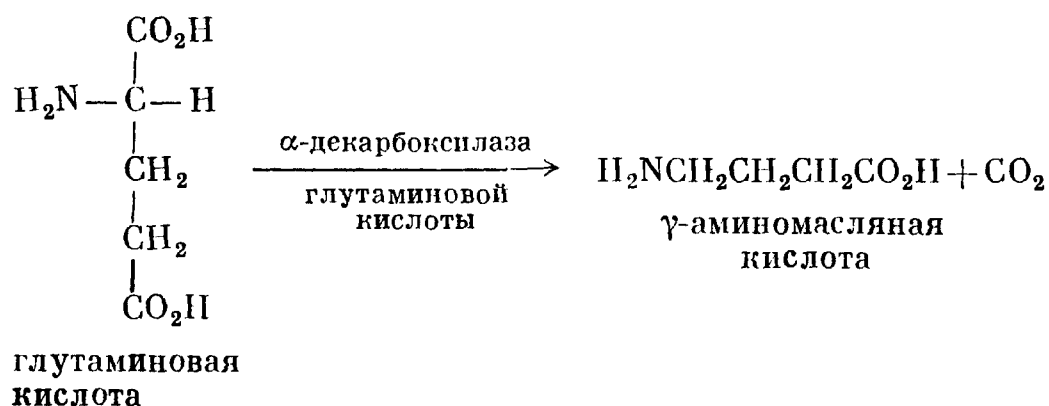 CO₂H
H₂N—C—H
CH₂
CH₂
CO₂H
глутаминовая
кислота
α-декарбоксилаза
глутаминовой
кислоты
H₂NCH₂CH₂CH₂CO₂H+CO₂
γ-аминомасляная
кислота